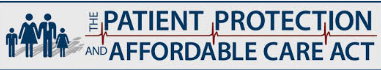 THE PATIENT PROTECTION
AND AFFORDABLE CARE ACT